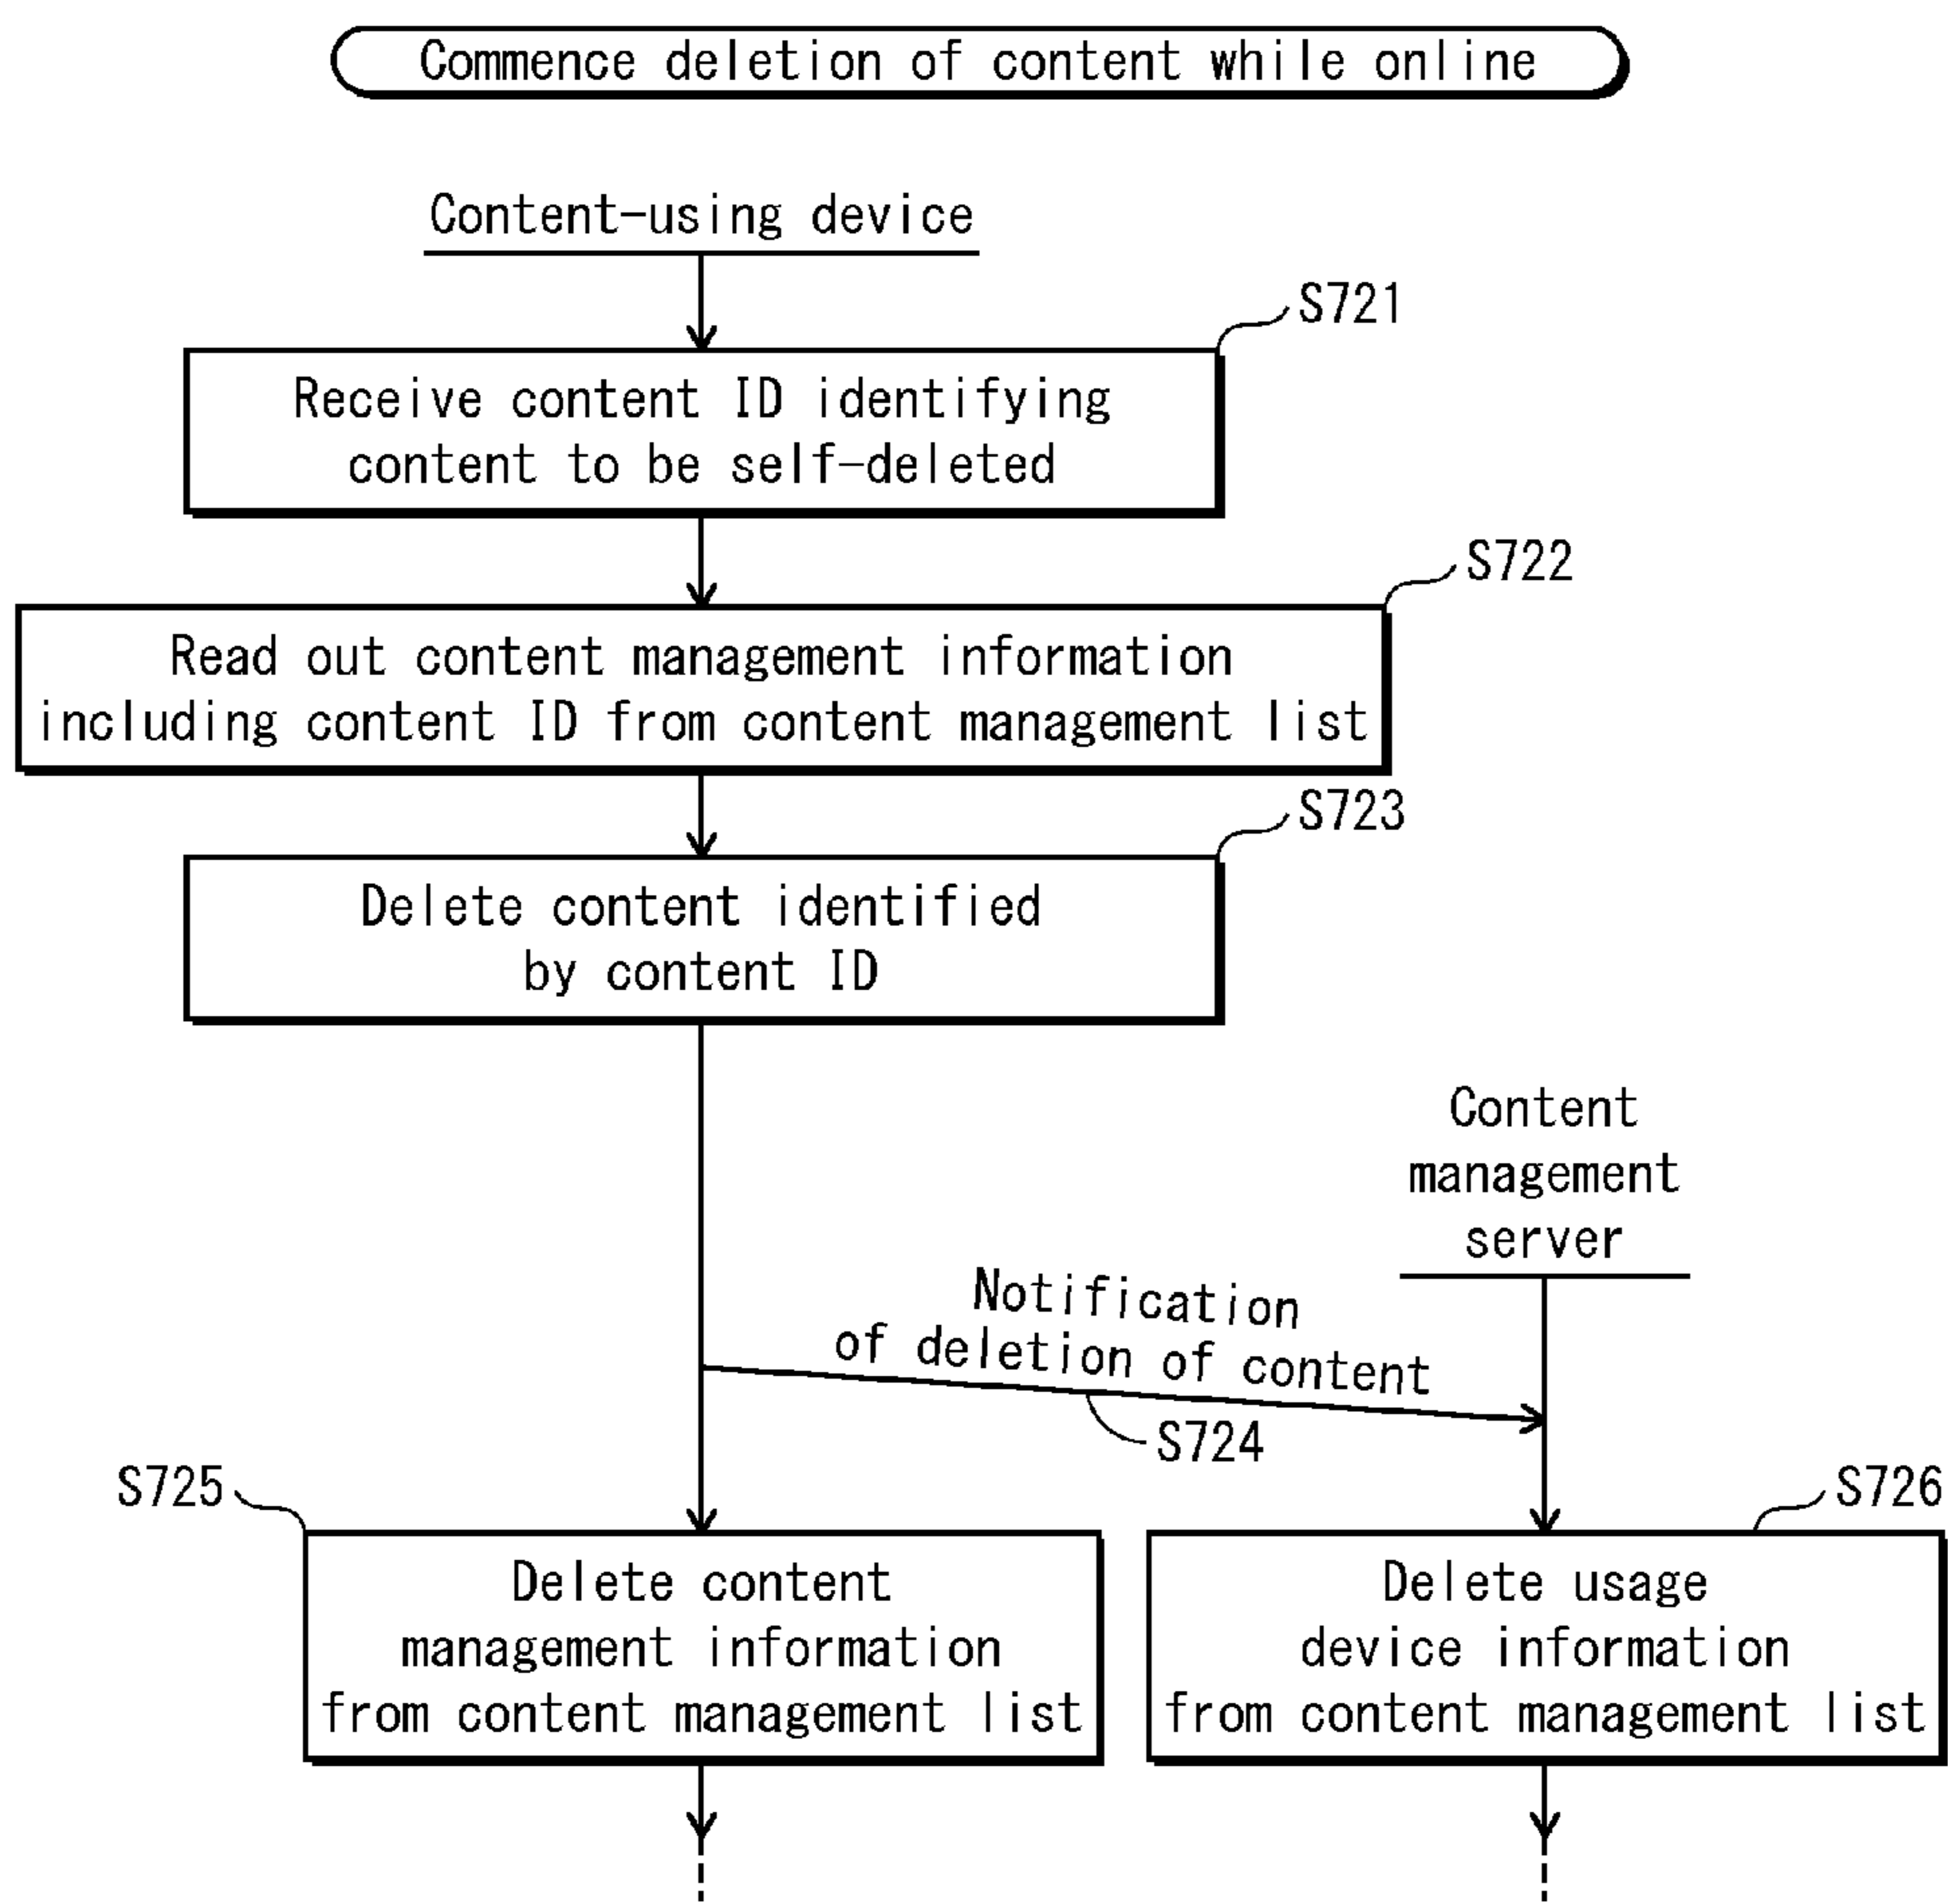 Commence deletion of content while online
Content-using device
S721
Receive content ID identifying
content to be self-deleted
S722
Read out content management information
including content ID from content management list
S723
Delete content identified
by content ID
Content
management
server
Notification
of deletion of content
S724
S725
Delete content
management information
from content management list
S726
Delete usage
device information
from content management list